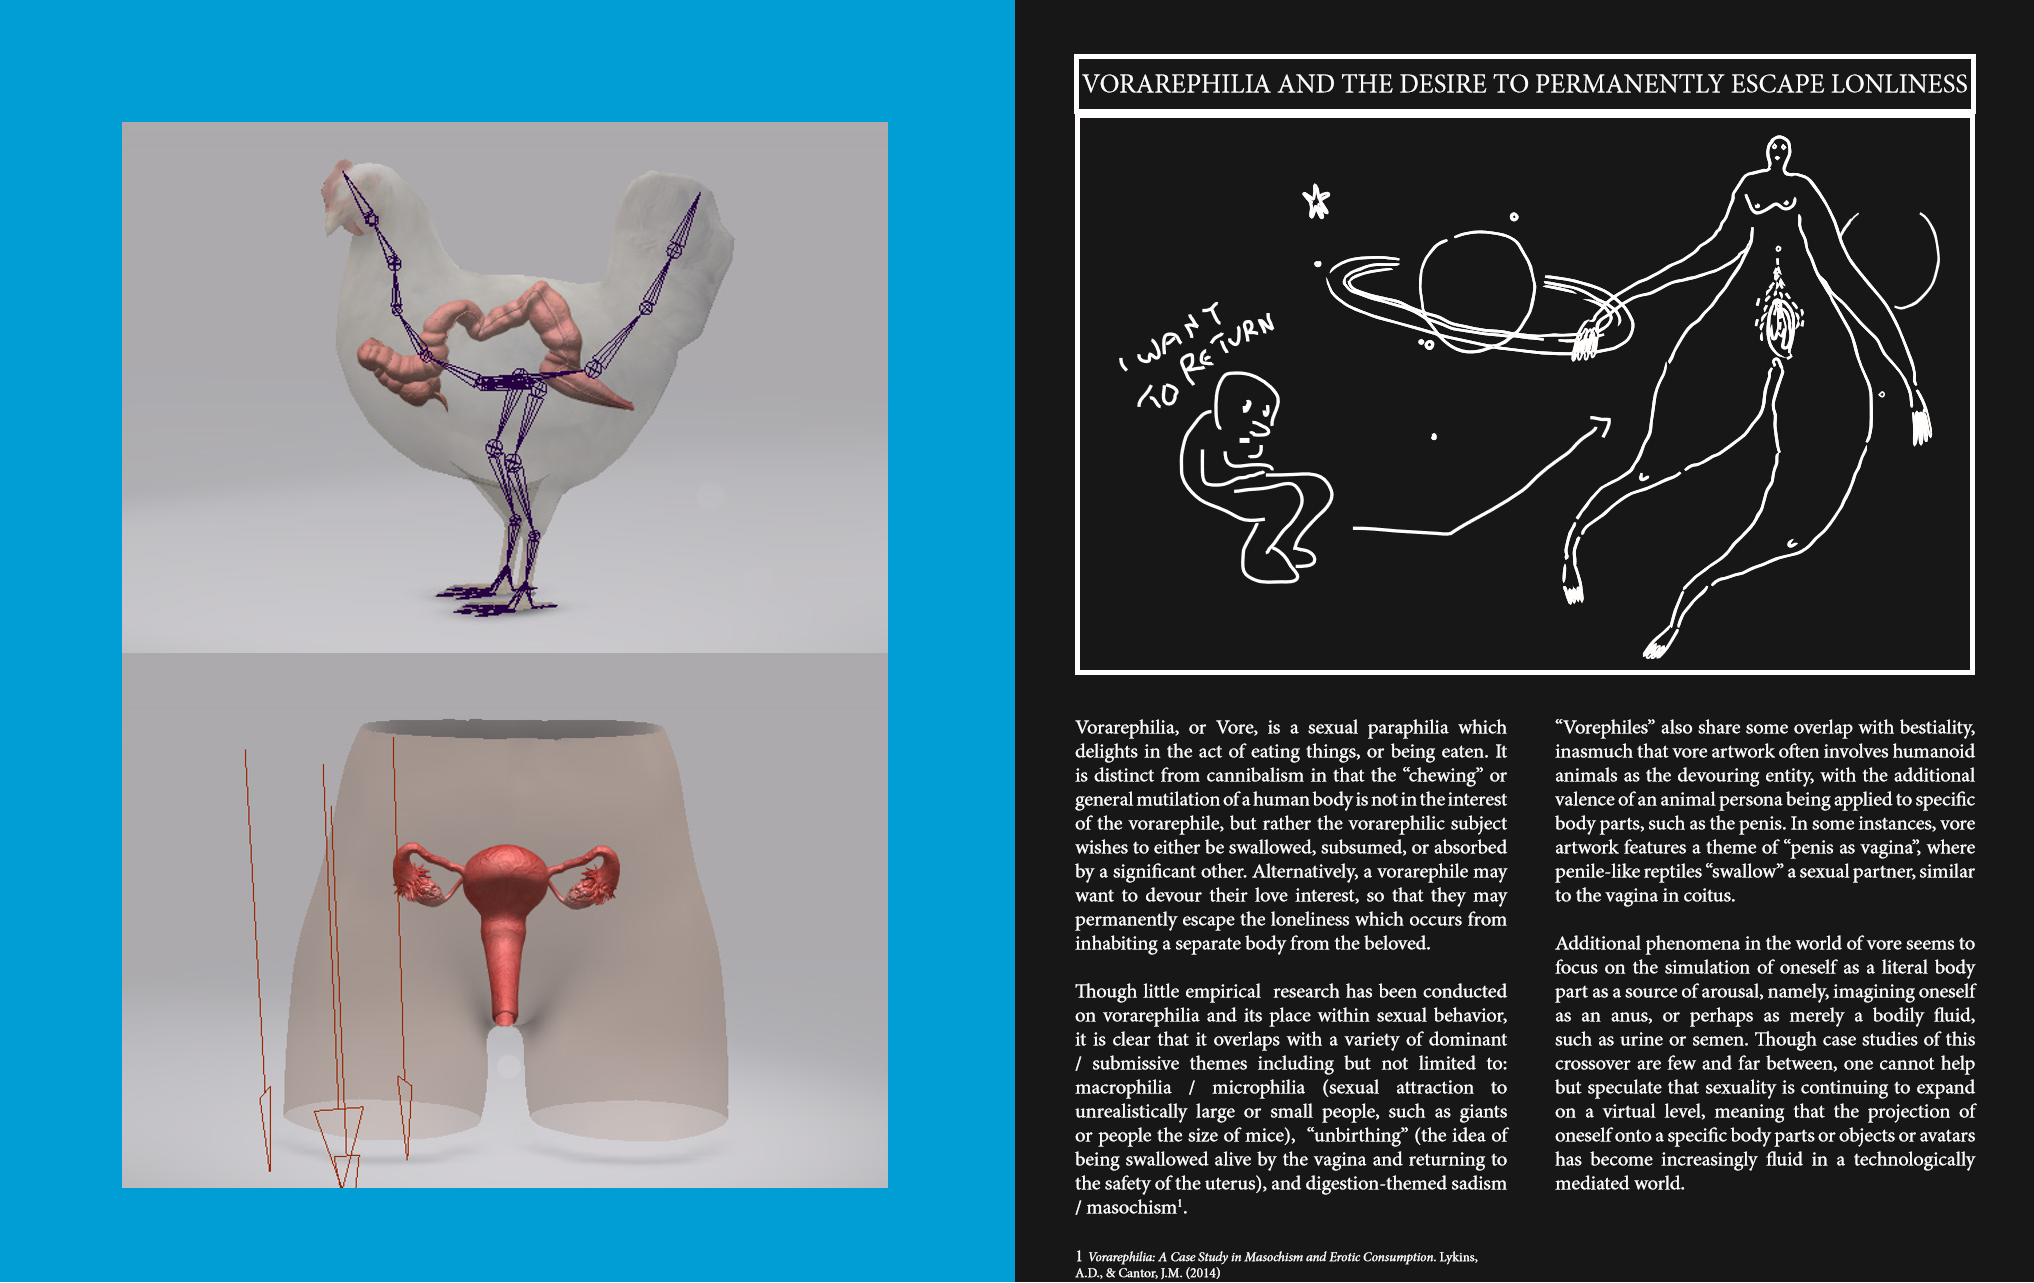 VORAREPHILIA AND THE DESIRE TO PERMANENTLY ESCAPE LONLINESS
I WANT
TO RETURN
Vorarephilia, or Vore, is a sexual paraphilia which
delights in the act of eating things, or being eaten. It
is distinct from cannibalism in that the “chewing” or
general mutilation of a human body is not in the interest
of the vorarephile, but rather the vorarephilic subject
wishes to either be swallowed, subsumed, or absorbed
by a significant other. Alternatively, a vorarephile may
want to devour their love interest, so that they may
permanently escape the loneliness which occurs from
inhabiting a separate body from the beloved.
Though little empirical research has been conducted
on vorarephilia and its place within sexual behavior,
it is clear that it overlaps with a variety of dominant
/ submissive themes including but not limited to:
macrophilia / microphilia (sexual attraction to
unrealistically large or small people, such as giants
or people the size of mice), “unbirthing” (the idea of
being swallowed alive by the vagina and returning to
the safety of the uterus), and digestion-themed sadism
/ masochism¹.
1 Vorarephilia: A Case Study in Masochism and Erotic Consumption. Lykins,
A.D., & Cantor, J.M. (2014)
“Vorephiles” also share some overlap with bestiality,
inasmuch that vore artwork often involves humanoid
animals as the devouring entity, with the additional
valence of an animal persona being applied to specific
body parts, such as the penis. In some instances, vore
artwork features a theme of “penis as vagina”, where
penile-like reptiles “swallow” a sexual partner, similar
to the vagina in coitus.
Additional phenomena in the world of vore seems to
focus on the simulation of oneself as a literal body
part as a source of arousal, namely, imagining oneself
as an anus, or perhaps as merely a bodily fluid,
such as urine or semen. Though case studies of this
crossover are few and far between, one cannot help
but speculate that sexuality is continuing to expand
on a virtual level, meaning that the projection of
oneself onto a specific body parts or objects or avatars
has become increasingly fluid in a technologically
mediated world.